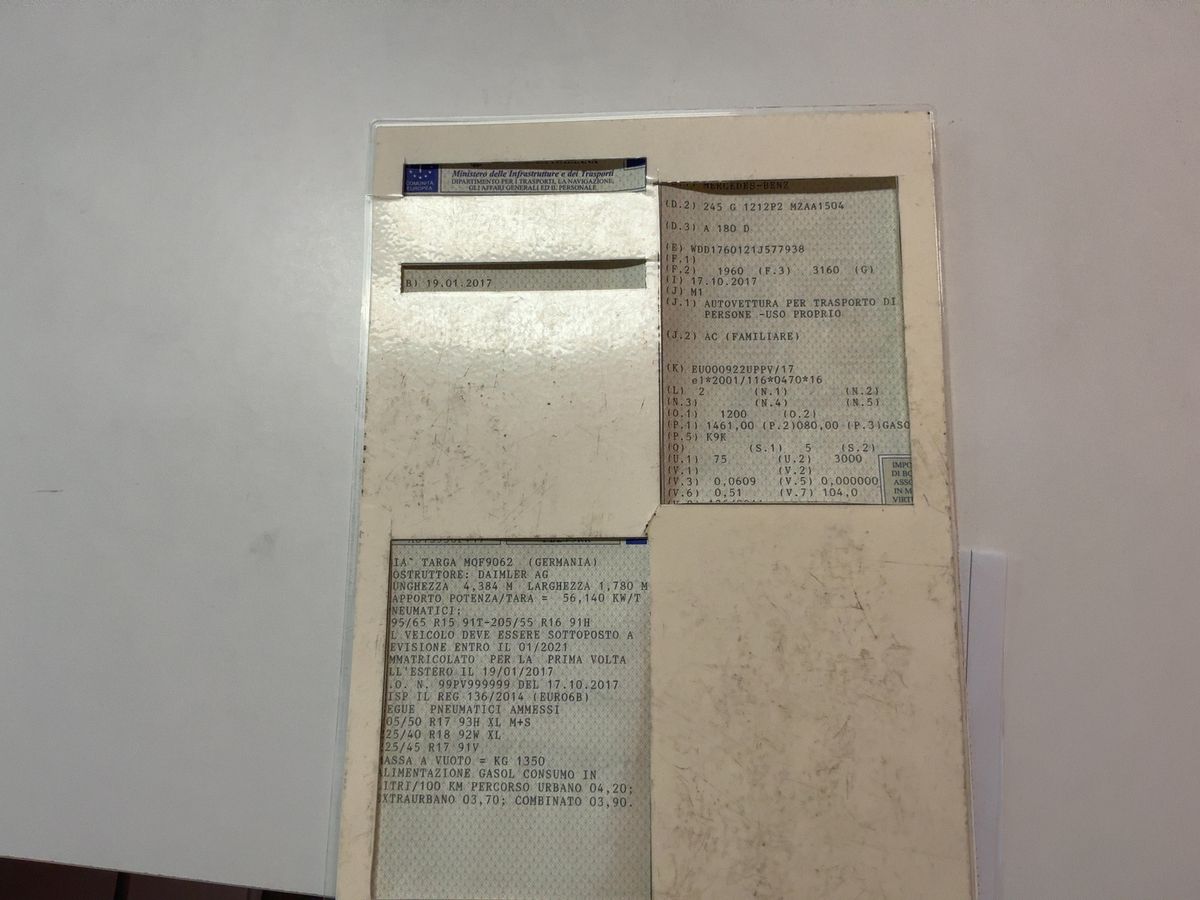 COMUNITÀ
EUROPEA
Ministero delle Infrastrutture e dei Trasporti
DIPARTIMENTO PER I TRASPORTI, LA NAVIGAZIONE,
GLI AFFARI GENERALI ED IL PERSONALE
B) 19.01.2017
MERCEDES-BENZ
(D.2) 245 G 1212P2 M2AA1504
(D.3) A 180 D
(E) WDD1760121J577938
(F.1)
(F.2) 1960 (F.3) 3160 (G)
(I) 17.10.2017
(J) M1
(J.1) AUTOVETTURA PER TRASPORTO DI
PERSONE -USO PROPRIO
(J.2) AC (FAMILIARE)
(K) EU000922UPPV/17
e1*2001/116*0470*16
(L) 2 (N.1) (N.2)
(N.3) (N.4) (N.5)
(O.1) 1200 (O.2)
(P.1) 1461,00 (P.2)080,00 (P.3)GASO
(P.5) K9K
(Q) (S.1) 5 (S.2)
(U.1) 75 (U.2) 3000
(V.1) (V.2)
(V.3) 0,0609 (V.5) 0,000000
(V.6) 0,51 (V.7) 104,0
IMPO
DI BO
ASSO
IN M
VIRTU
IA` TARGA MQF9062 (GERMANIA)
OSTRUTTORE: DAIMLER AG
UNGHEZZA 4,384 M LARGHEZZA 1,780 M
APPORTO POTENZA/TARA = 56,140 KW/T
NEUMATICI:
95/65 R15 91T-205/55 R16 91H
L VEICOLO DEVE ESSERE SOTTOPOSTO A
EVISIONE ENTRO IL 01/2021
MMATRICOLATO PER LA PRIMA VOLTA
LL'ESTERO IL 19/01/2017
.O. N. 99PV999999 DEL 17.10.2017
ISP IL REG 136/2014 (EURO6B)
EGUE PNEUMATICI AMMESSI
05/50 R17 93H XL M+S
25/40 R18 92W XL
25/45 R17 91V
ASSA A VUOTO = KG 1350
ALIMENTAZIONE GASOL CONSUMO IN
ITRI/100 KM PERCORSO URBANO 04,20;
XTRAURBANO 03,70; COMBINATO 03,90.